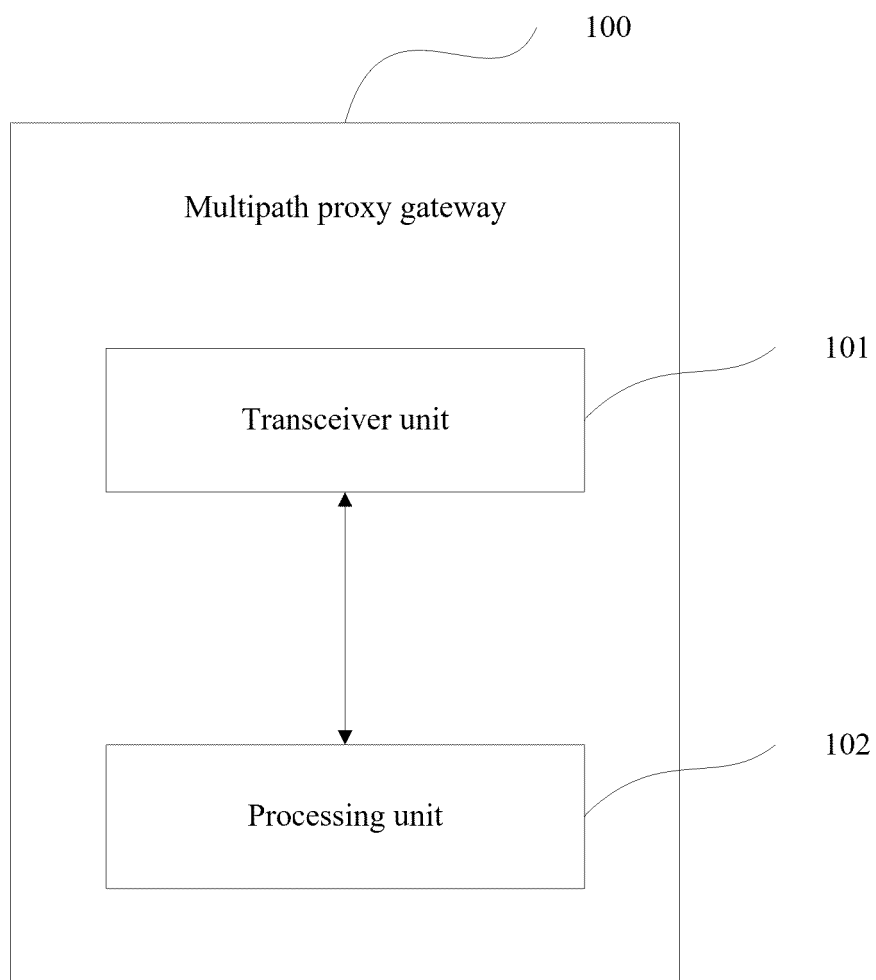 100
Multipath proxy gateway
101
Transceiver unit
102
Processing unit